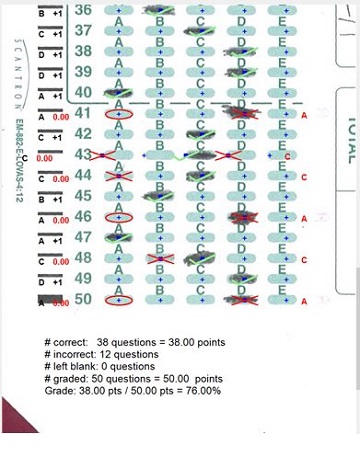 B +1 36
A B C D E
C +1 37
A B C D E
D +1 38
A B C D E
D +1 39
A B C D E
A +1 40
A B C D E
A 0.00 41 A
A B C D E
C +1 42
A B C D E
C 0.00 43 C
A B C D E
C 0.00 44 C
A B C D E
B +1 45
A B C D E
A 0.00 46 A
A B C D E
A +1 47
A B C D E
C 0.00 48 C
A B C D E
D +1 49
A B C D E
A 0.00 50 A
SCANTRON
EM-882-E-LOVAS-4:12
TOTAL
# correct: 38 questions = 38.00 points
# incorrect: 12 questions
# left blank: 0 questions
# graded: 50 questions = 50.00 points
Grade: 38.00 pts / 50.00 pts = 76.00%